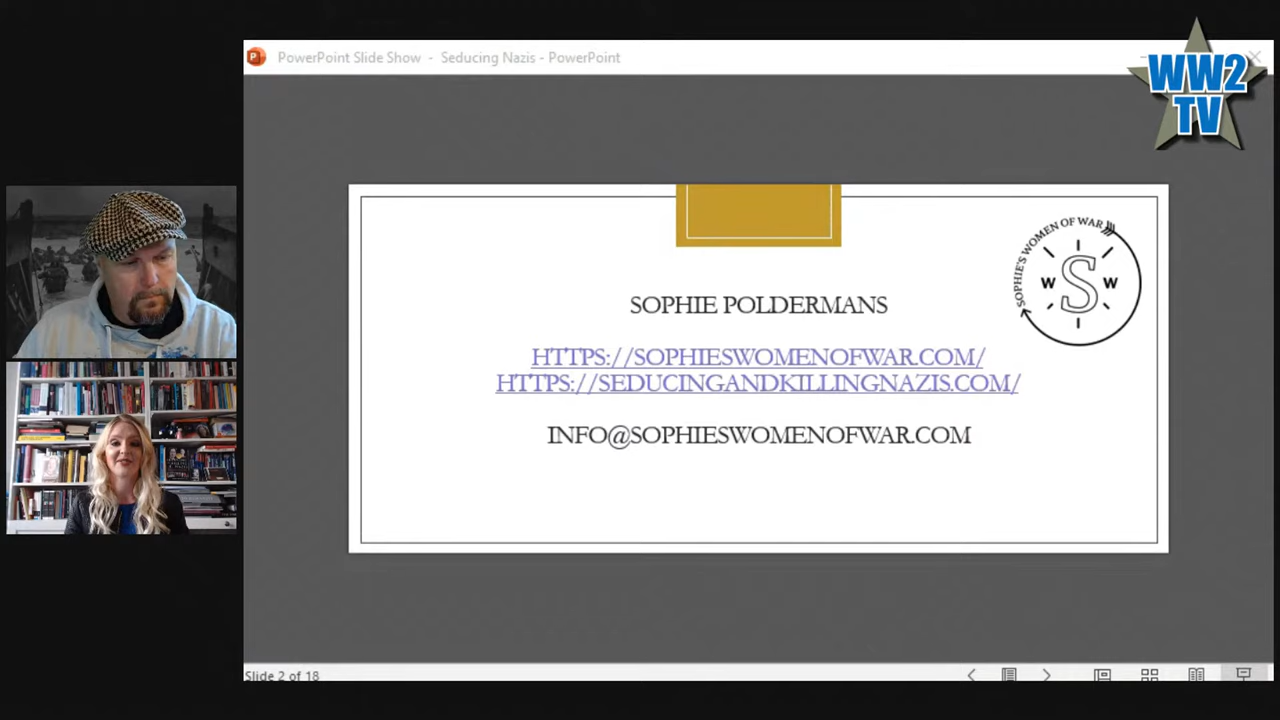 PowerPoint Slide Show - Seducing Nazis - PowerPoint
WW2
TV
SOPHIE'S WOMEN OF WAR
W S W
SOPHIE POLDERMANS
HTTPS://SOPHIESWOMENOFWAR.COM/
HTTPS://SEDUCINGANDKILLINGNAZIS.COM/
INFO@SOPHIESWOMENOFWAR.COM
Slide 2 of 18